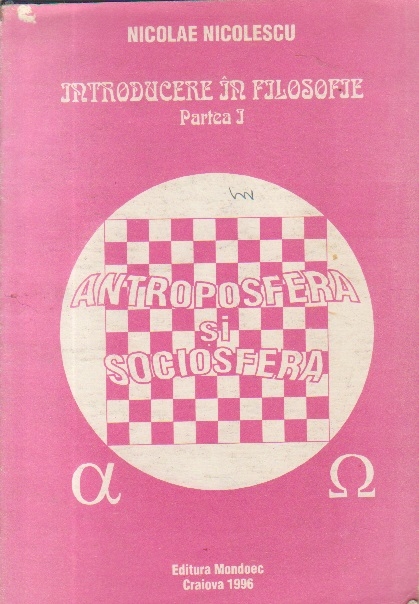 NICOLAE NICOLESCU
INTRODUCERE ÎN FILOSOFIE
Partea I
ANTROPOSFERA
și
SOCIOSFERA
α Ω
Editura Mondoec
Craiova 1996